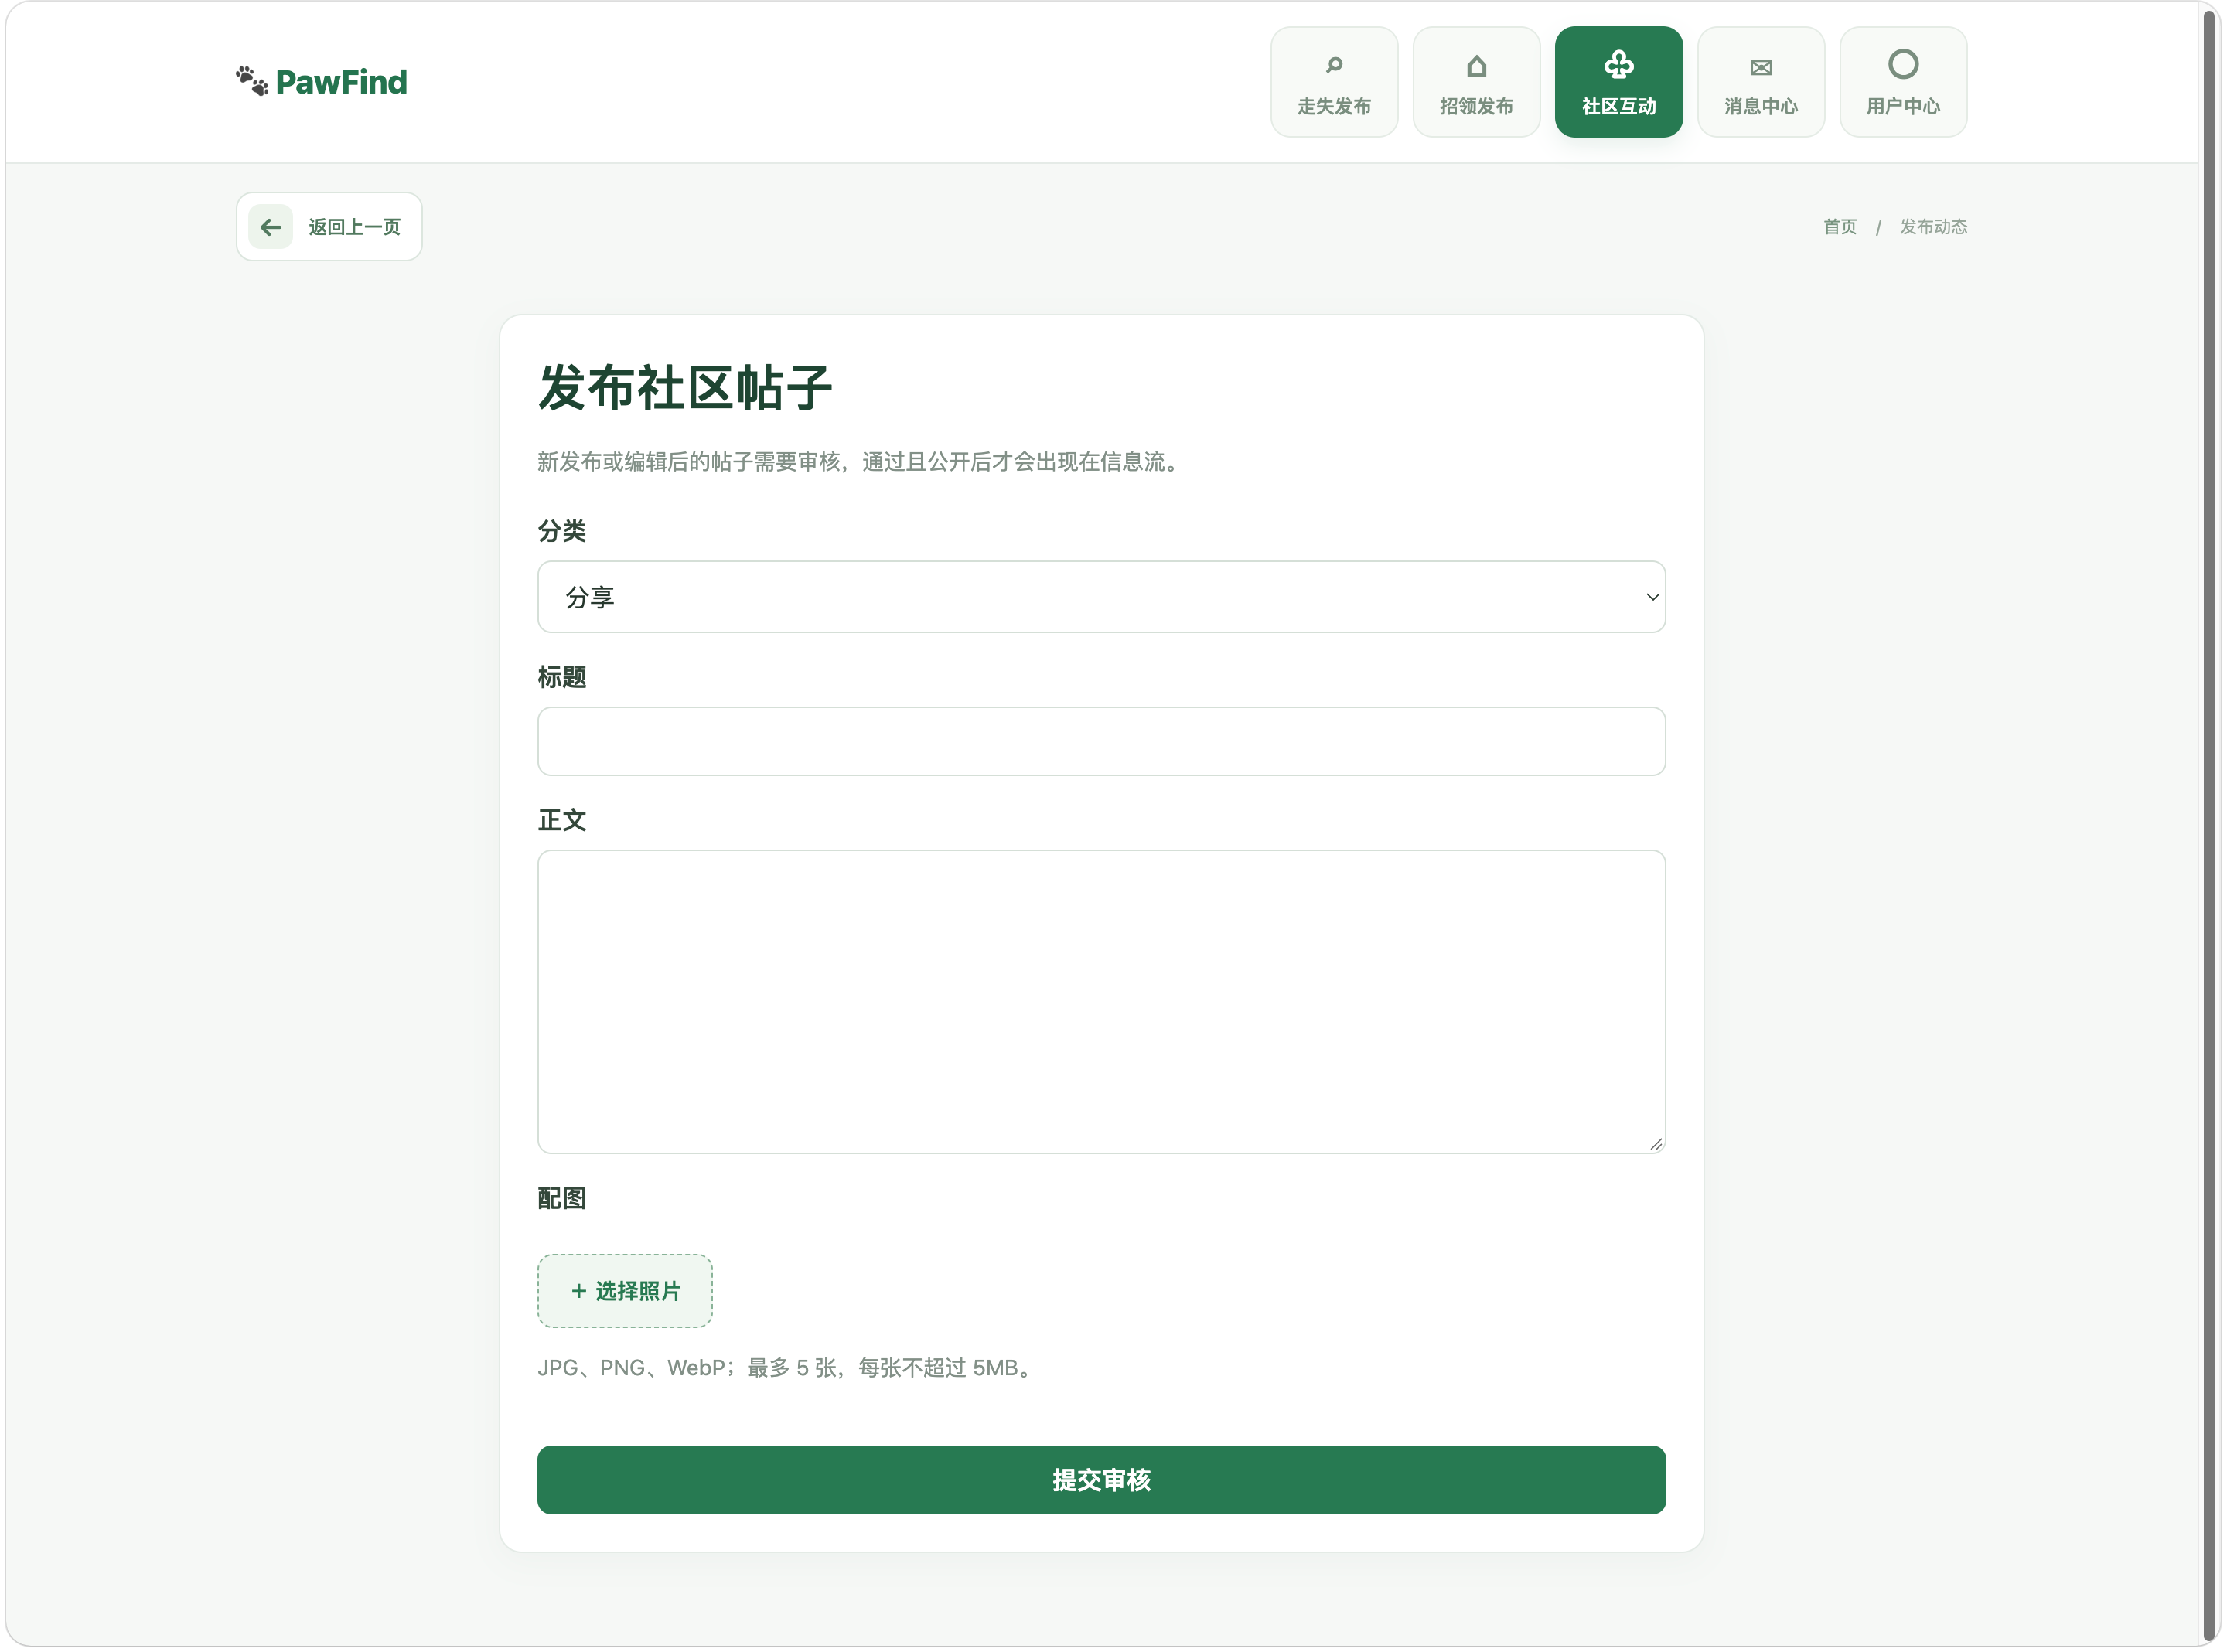 PawFind
走失发布
招领发布
社区互动
消息中心
用户中心
返回上一页
首页 / 发布动态
发布社区帖子
新发布或编辑后的帖子需要审核，通过且公开后才会出现在信息流。
分类
分享
标题
正文
配图
+ 选择照片
JPG、PNG、WebP；最多 5 张，每张不超过 5MB。
提交审核